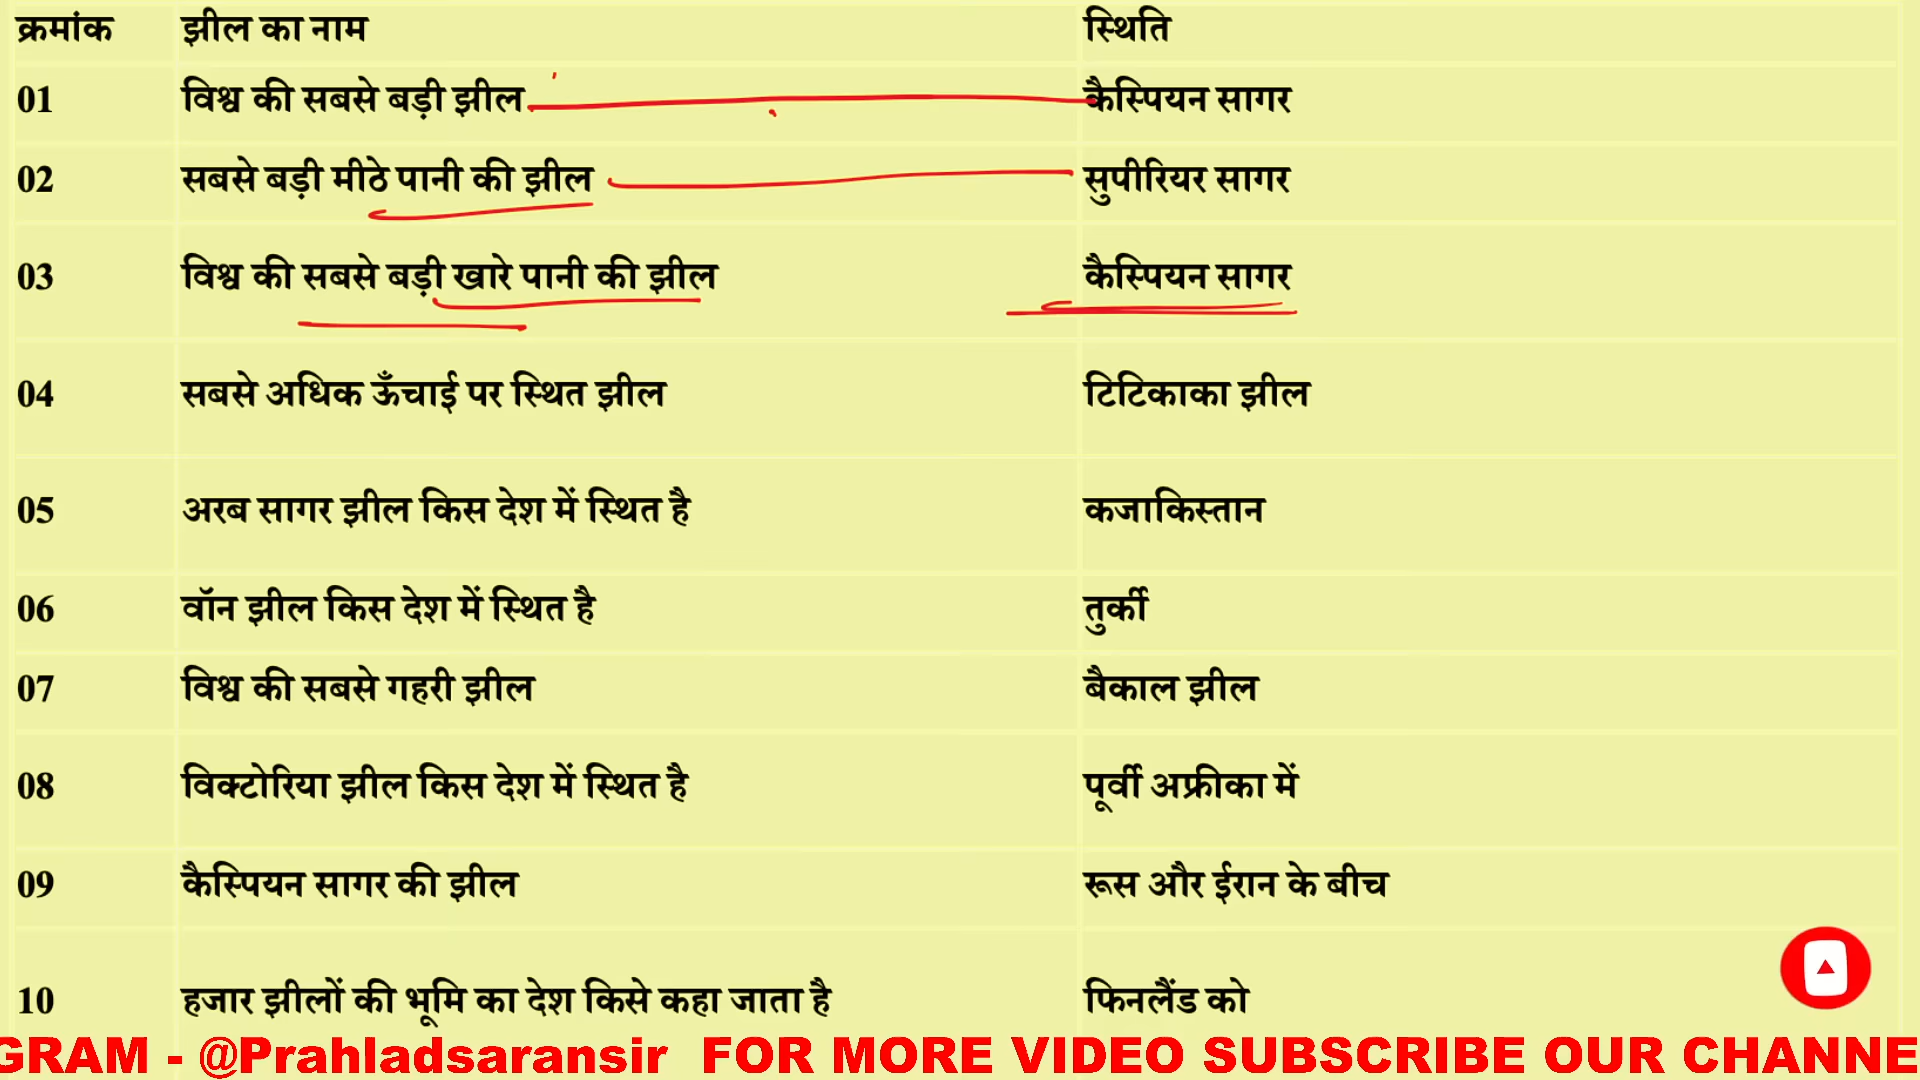 क्रमांक झील का नाम स्थिति
01 विश्व की सबसे बड़ी झील कैस्पियन सागर
02 सबसे बड़ी मीठे पानी की झील सुपीरियर सागर
03 विश्व की सबसे बड़ी खारे पानी की झील कैस्पियन सागर
04 सबसे अधिक ऊँचाई पर स्थित झील टिटिकाका झील
05 अरब सागर झील किस देश में स्थित है कजाकिस्तान
06 वॉन झील किस देश में स्थित है तुर्की
07 विश्व की सबसे गहरी झील बैकाल झील
08 विक्टोरिया झील किस देश में स्थित है पूर्वी अफ्रीका में
09 कैस्पियन सागर की झील रूस और ईरान के बीच
10 हजार झीलों की भूमि का देश किसे कहा जाता है फिनलैंड को
GRAM - @Prahladsaransir FOR MORE VIDEO SUBSCRIBE OUR CHANNE